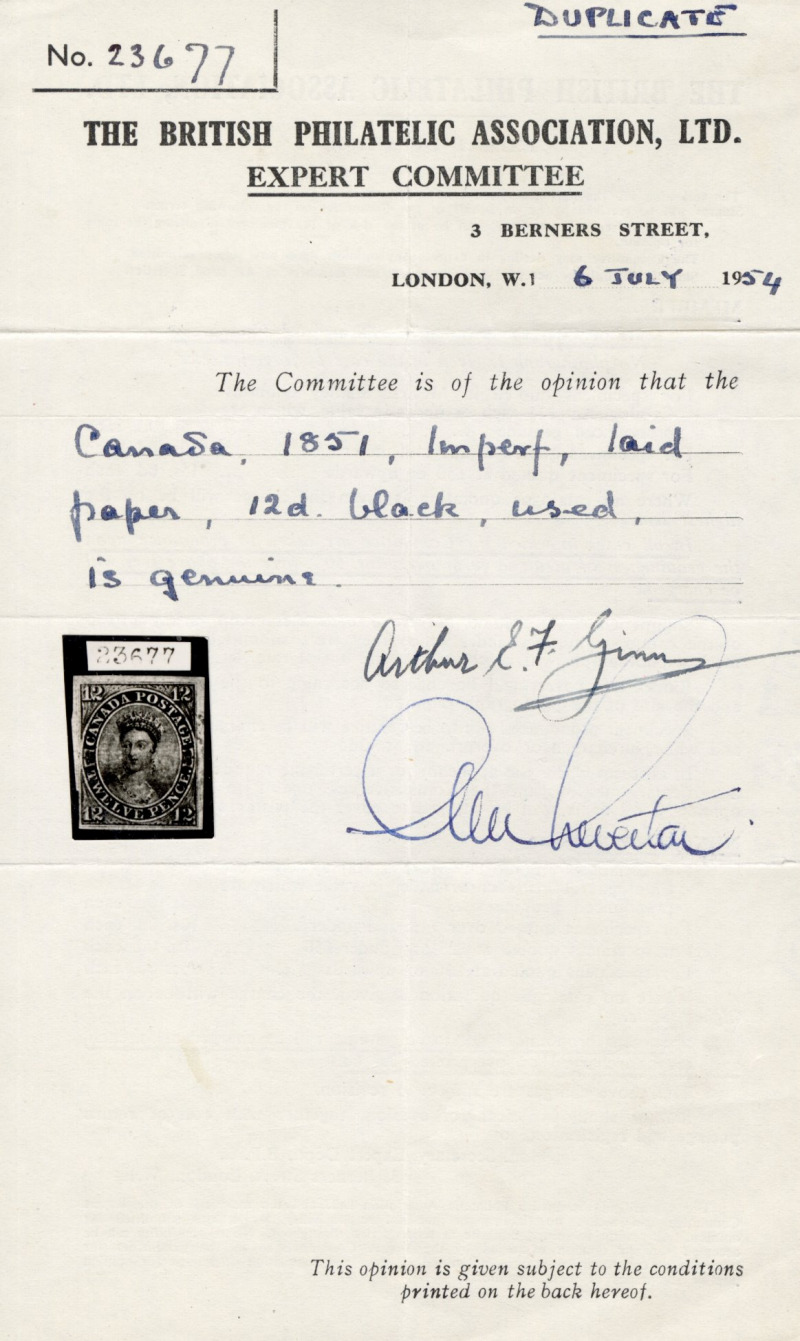 DUPLICATE
No. 23677
THE BRITISH PHILATELIC ASSOCIATION, LTD.
EXPERT COMMITTEE
3 BERNERS STREET,
LONDON, W.1 6 JULY 1954
The Committee is of the opinion that the
Canada, 1851, Imperf, laid
paper, 12d. black, used,
is genuine.
Arthur E.F. Ginn
23677
12 12
CANADA POSTAGE
TWELVE PENCE.
12 12
This opinion is given subject to the conditions
printed on the back hereof.